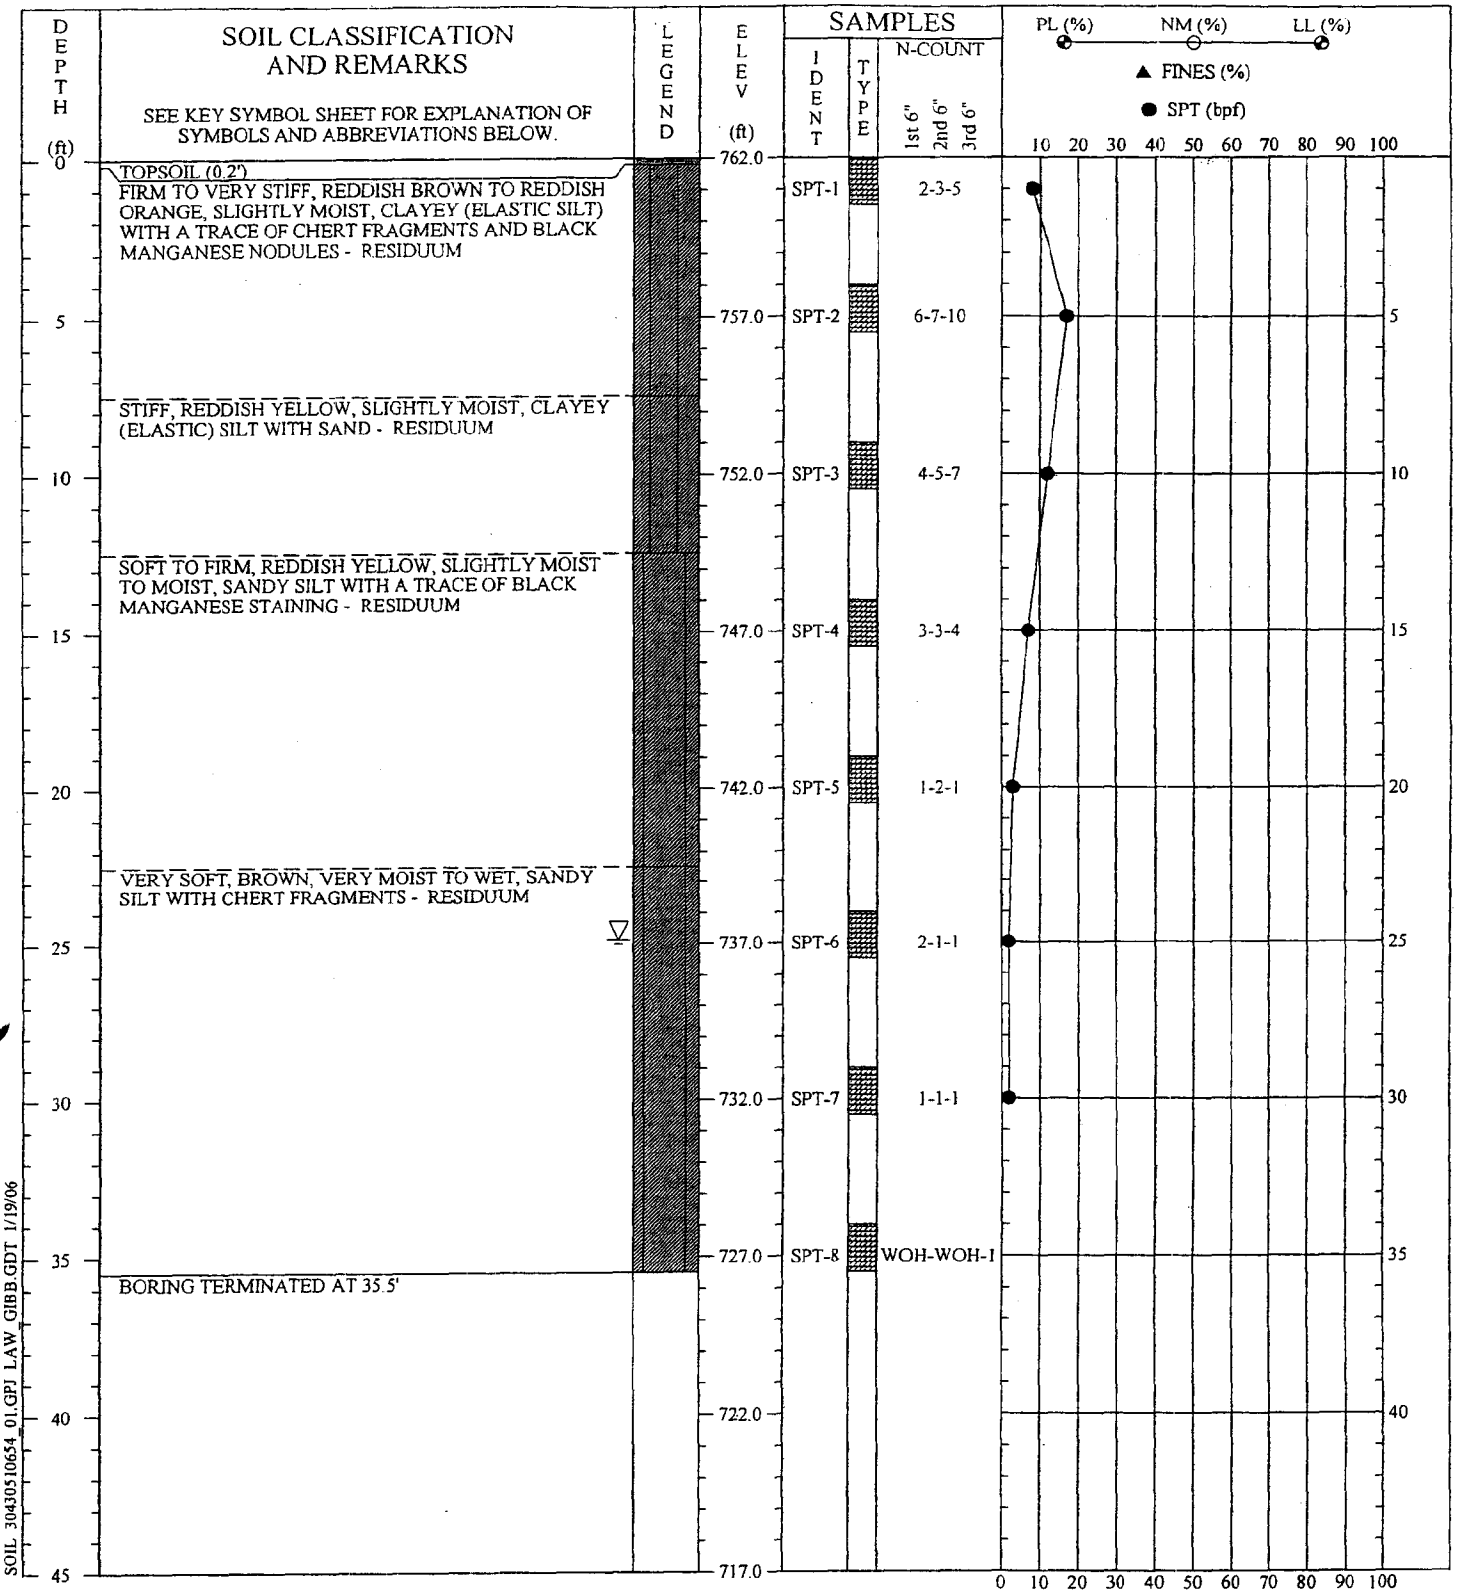 DEPTH (ft)
SOIL CLASSIFICATION
AND REMARKS
SEE KEY SYMBOL SHEET FOR EXPLANATION OF
SYMBOLS AND ABBREVIATIONS BELOW.
LEGEND
ELEV (ft)
SAMPLES
IDENT
TYPE
N-COUNT
1st 6"
2nd 6"
3rd 6"
PL (%) NM (%) LL (%)
▲ FINES (%)
● SPT (bpf)
10 20 30 40 50 60 70 80 90 100
0 762.0
TOPSOIL (0.2')
FIRM TO VERY STIFF, REDDISH BROWN TO REDDISH
ORANGE, SLIGHTLY MOIST, CLAYEY (ELASTIC SILT)
WITH A TRACE OF CHERT FRAGMENTS AND BLACK
MANGANESE NODULES - RESIDUUM
SPT-1 2-3-5
5 757.0 SPT-2 6-7-10 5
STIFF, REDDISH YELLOW, SLIGHTLY MOIST, CLAYEY
(ELASTIC) SILT WITH SAND - RESIDUUM
10 752.0 SPT-3 4-5-7 10
SOFT TO FIRM, REDDISH YELLOW, SLIGHTLY MOIST
TO MOIST, SANDY SILT WITH A TRACE OF BLACK
MANGANESE STAINING - RESIDUUM
15 747.0 SPT-4 3-3-4 15
20 742.0 SPT-5 1-2-1 20
VERY SOFT, BROWN, VERY MOIST TO WET, SANDY
SILT WITH CHERT FRAGMENTS - RESIDUUM
25 737.0 SPT-6 2-1-1 25
30 732.0 SPT-7 1-1-1 30
35 727.0 SPT-8 WOH-WOH-1 35
BORING TERMINATED AT 35.5'
40 722.0 40
45 717.0
0 10 20 30 40 50 60 70 80 90 100
SOIL 30430510654_01.GPJ LAW_GIBB.GDT 1/19/06